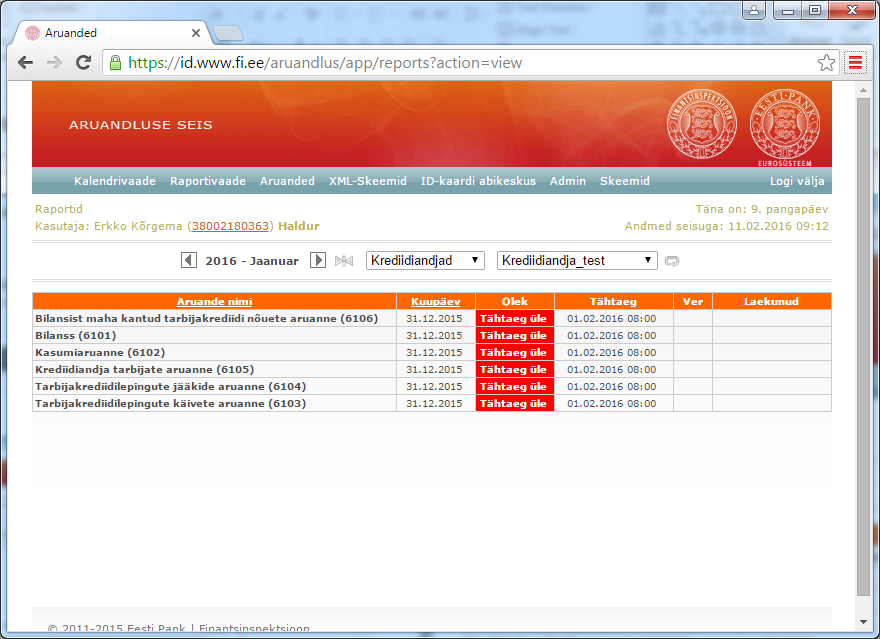 Aruanded
https://id.www.fi.ee/aruandlus/app/reports?action=view
ARUANDLUSE SEIS
FINANTSINSPEKTSIOON
EESTI PANK
EUROSÜSTEEM
Kalendrivaade Raportivaade Aruanded XML-Skeemid ID-kaardi abikeskus Admin Skeemid Logi välja
Raportid Täna on: 9. pangapäev
Kasutaja: Erkko Kõrgema (38002180363) Haldur Andmed seisuga: 11.02.2016 09:12
2016 - Jaanuar Krediidiandjad Krediidiandja_test
Aruande nimi Kuupäev Olek Tähtaeg Ver Laekunud
Bilansist maha kantud tarbijakrediidi nõuete aruanne (6106) 31.12.2015 Tähtaeg üle 01.02.2016 08:00
Bilanss (6101) 31.12.2015 Tähtaeg üle 01.02.2016 08:00
Kasumiaruanne (6102) 31.12.2015 Tähtaeg üle 01.02.2016 08:00
Krediidiandja tarbijate aruanne (6105) 31.12.2015 Tähtaeg üle 01.02.2016 08:00
Tarbijakrediidilepingute jääkide aruanne (6104) 31.12.2015 Tähtaeg üle 01.02.2016 08:00
Tarbijakrediidilepingute käivete aruanne (6103) 31.12.2015 Tähtaeg üle 01.02.2016 08:00
© 2011-2015 Eesti Pank | Finantsinspektsioon